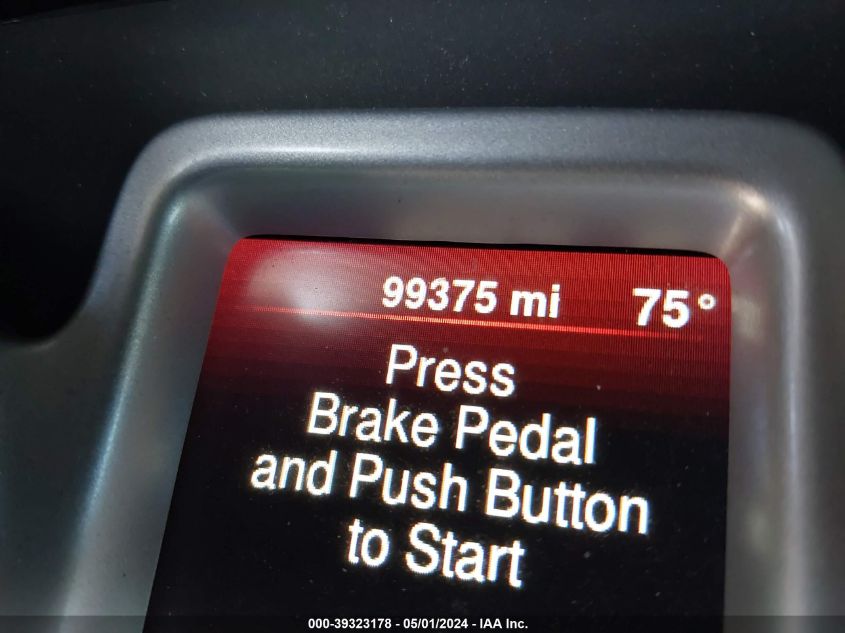 99375 mi 75°
Press
Brake Pedal
and Push Button
to Start
000-39323178 - 05/01/2024 - IAA Inc.